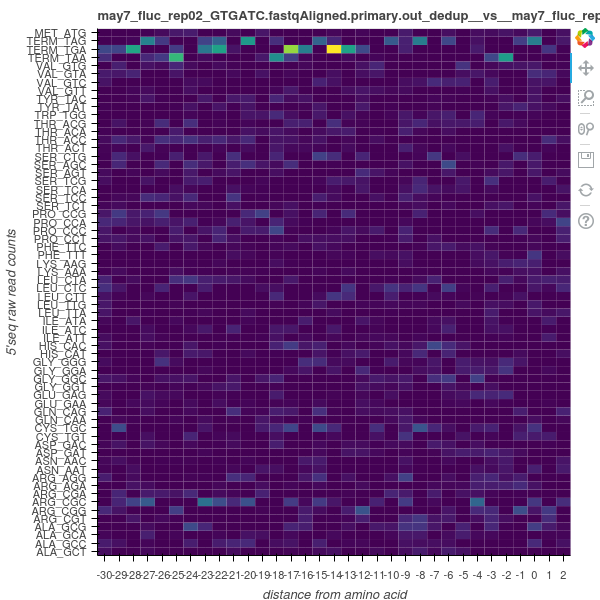 may7_fluc_rep02_GTGATC.fastqAligned.primary.out_dedup__vs__may7_fluc_rep
MET_ATG
TERM_TAG
TERM_TGA
TERM_TAA
VAL_GTG
VAL_GTA
VAL_GTC
VAL_GTT
TYR_TAC
TYR_TAT
TRP_TGG
THR_ACG
THR_ACA
THR_ACC
THR_ACT
SER_CTG
SER_AGC
SER_AGT
SER_TCG
SER_TCA
SER_TCC
SER_TCT
PRO_CCG
PRO_CCA
PRO_CCC
PRO_CCT
PHE_TTC
PHE_TTT
LYS_AAG
LYS_AAA
LEU_CTA
LEU_CTC
LEU_CTT
LEU_TTG
LEU_TTA
ILE_ATA
ILE_ATC
ILE_ATT
HIS_CAC
HIS_CAT
GLY_GGG
GLY_GGA
GLY_GGC
GLY_GGT
GLU_GAG
GLU_GAA
GLN_CAG
GLN_CAA
CYS_TGC
CYS_TGT
ASP_GAC
ASP_GAT
ASN_AAC
ASN_AAT
ARG_AGG
ARG_AGA
ARG_CGA
ARG_CGC
ARG_CGG
ARG_CGT
ALA_GCG
ALA_GCA
ALA_GCC
ALA_GCT
5'seq raw read counts
-30 -29 -28 -27 -26 -25 -24 -23 -22 -21 -20 -19 -18 -17 -16 -15 -14 -13 -12 -11 -10 -9 -8 -7 -6 -5 -4 -3 -2 -1 0 1 2
distance from amino acid